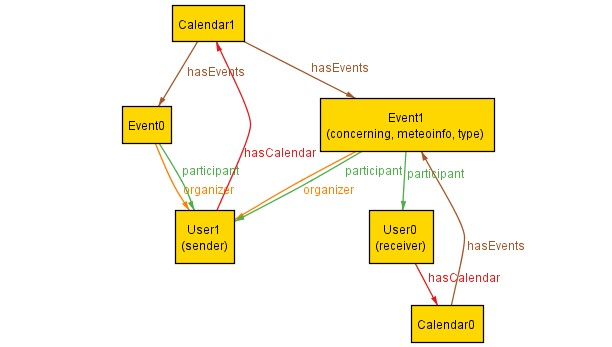 Calendar1
hasEvents
hasEvents
Event0
Event1
(concerning, meteoinfo, type)
hasCalendar
participant
organizer
participant
participant
organizer
User1
(sender)
User0
(receiver)
hasEvents
hasCalendar
Calendar0